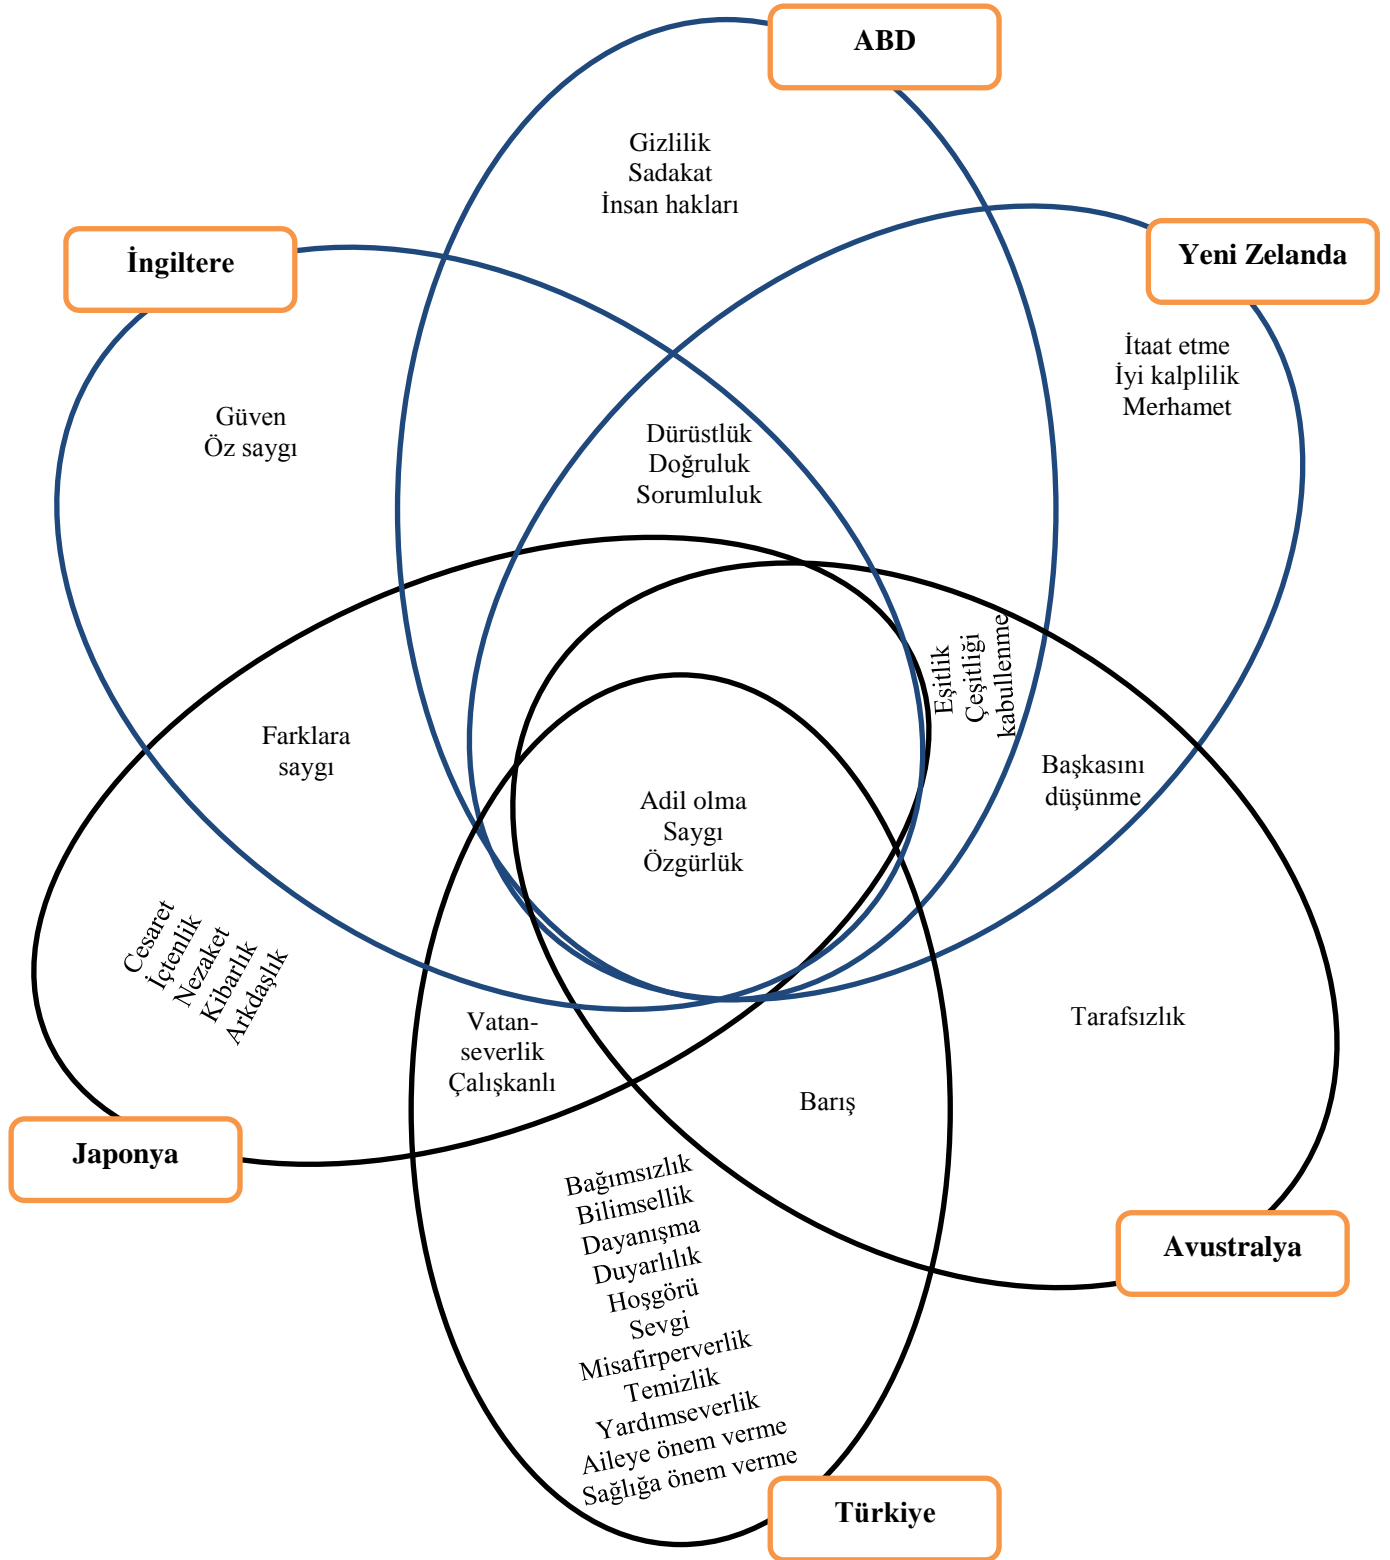 ABD
Gizlilik
Sadakat
İnsan hakları
İngiltere
Yeni Zelanda
İtaat etme
İyi kalplilik
Merhamet
Güven
Öz saygı
Dürüstlük
Doğruluk
Sorumluluk
Eşitlik
Çeşitliği
kabullenme
Farklara
saygı
Başkasını
düşünme
Adil olma
Saygı
Özgürlük
Cesaret
İçtenlik
Nezaket
Kibarlık
Arkdaşlık
Vatan-
severlik
Çalışkanlı
Tarafsızlık
Barış
Japonya
Bağımsızlık
Bilimsellik
Dayanışma
Duyarlılık
Hoşgörü
Sevgi
Misafirperverlik
Temizlik
Yardımseverlik
Aileye önem verme
Sağlığa önem verme
Avustralya
Türkiye